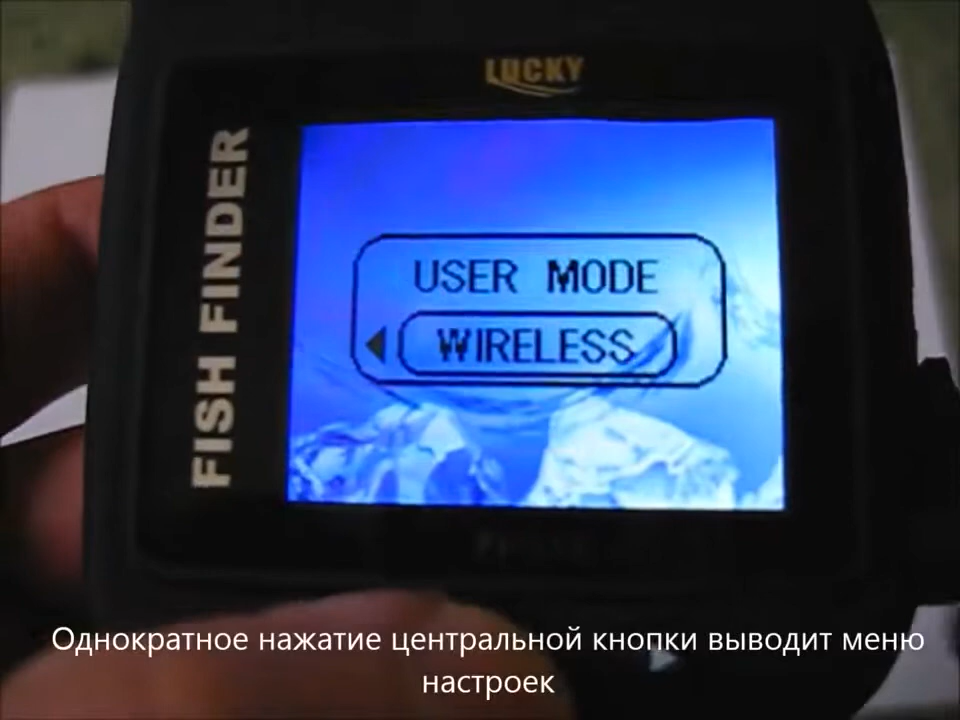 LUCKY
FISH FINDER
USER MODE
WIRELESS
Однократное нажатие центральной кнопки выводит меню
настроек